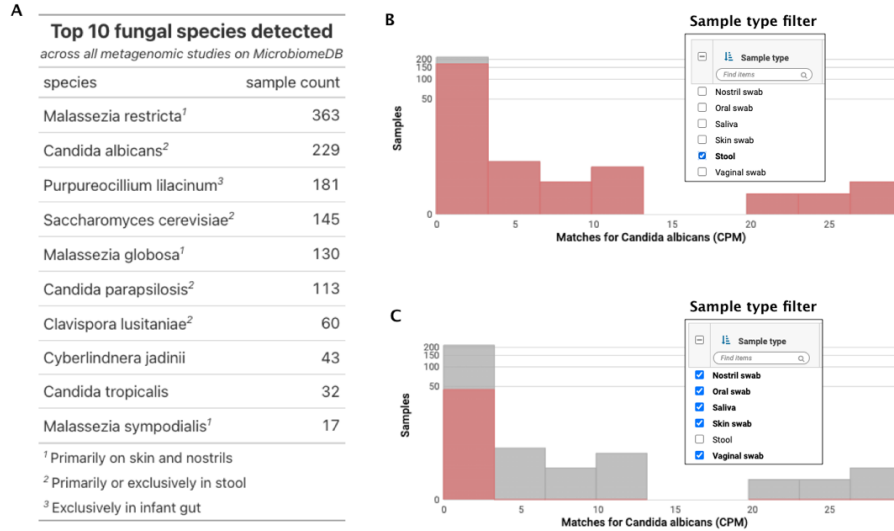 A
Top 10 fungal species detected
across all metagenomic studies on MicrobiomeDB
species sample count
Malassezia restricta1 363
Candida albicans2 229
Purpureocillium lilacinum3 181
Saccharomyces cerevisiae2 145
Malassezia globosa1 130
Candida parapsilosis2 113
Clavispora lusitaniae2 60
Cyberlindnera jadinii 43
Candida tropicalis 32
Malassezia sympodialis1 17
1 Primarily on skin and nostrils
2 Primarily or exclusively in stool
3 Exclusively in infant gut
B
Sample type filter
Sample type
Find items
Nostril swab
Oral swab
Saliva
Skin swab
Stool
Vaginal swab
Samples
200
150
100
50
0
0 5 10 15 20 25
Matches for Candida albicans (CPM)
C
Sample type filter
Sample type
Find items
Nostril swab
Oral swab
Saliva
Skin swab
Stool
Vaginal swab
Samples
200
150
100
50
0
0 5 10 15 20 25
Matches for Candida albicans (CPM)